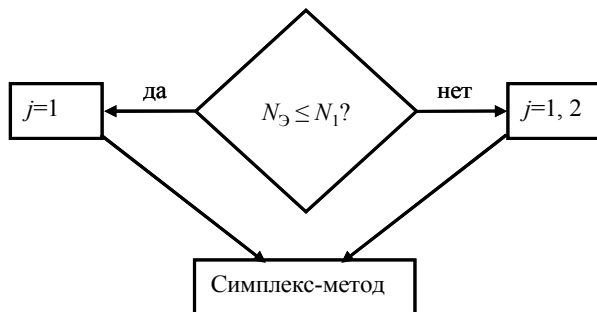 да
нет
j=1
N_Э ≤ N_1?
j=1, 2
Симплекс-метод